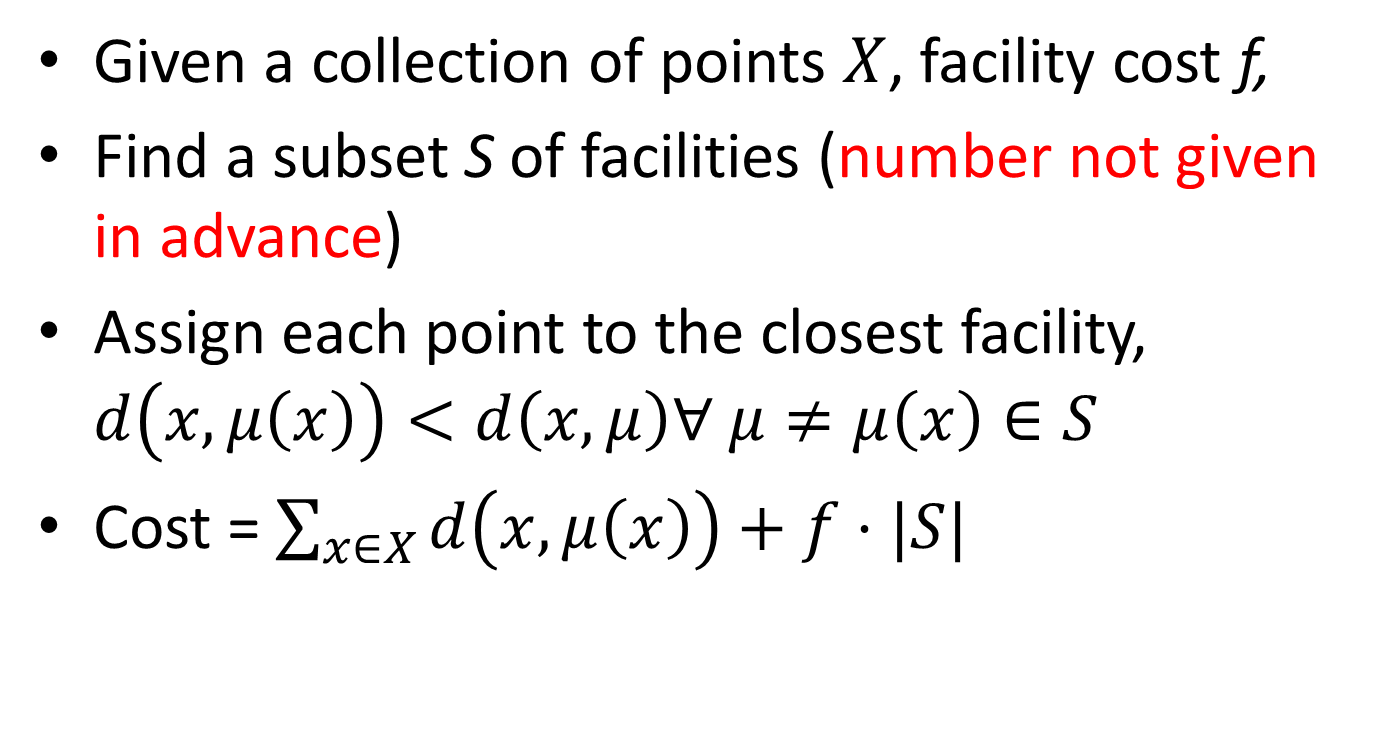 • Given a collection of points X, facility cost f,
• Find a subset S of facilities (number not given
in advance)
• Assign each point to the closest facility,
d(x, μ(x)) < d(x, μ)∀ μ ≠ μ(x) ∈ S
• Cost = ∑x∈X d(x, μ(x)) + f · |S|